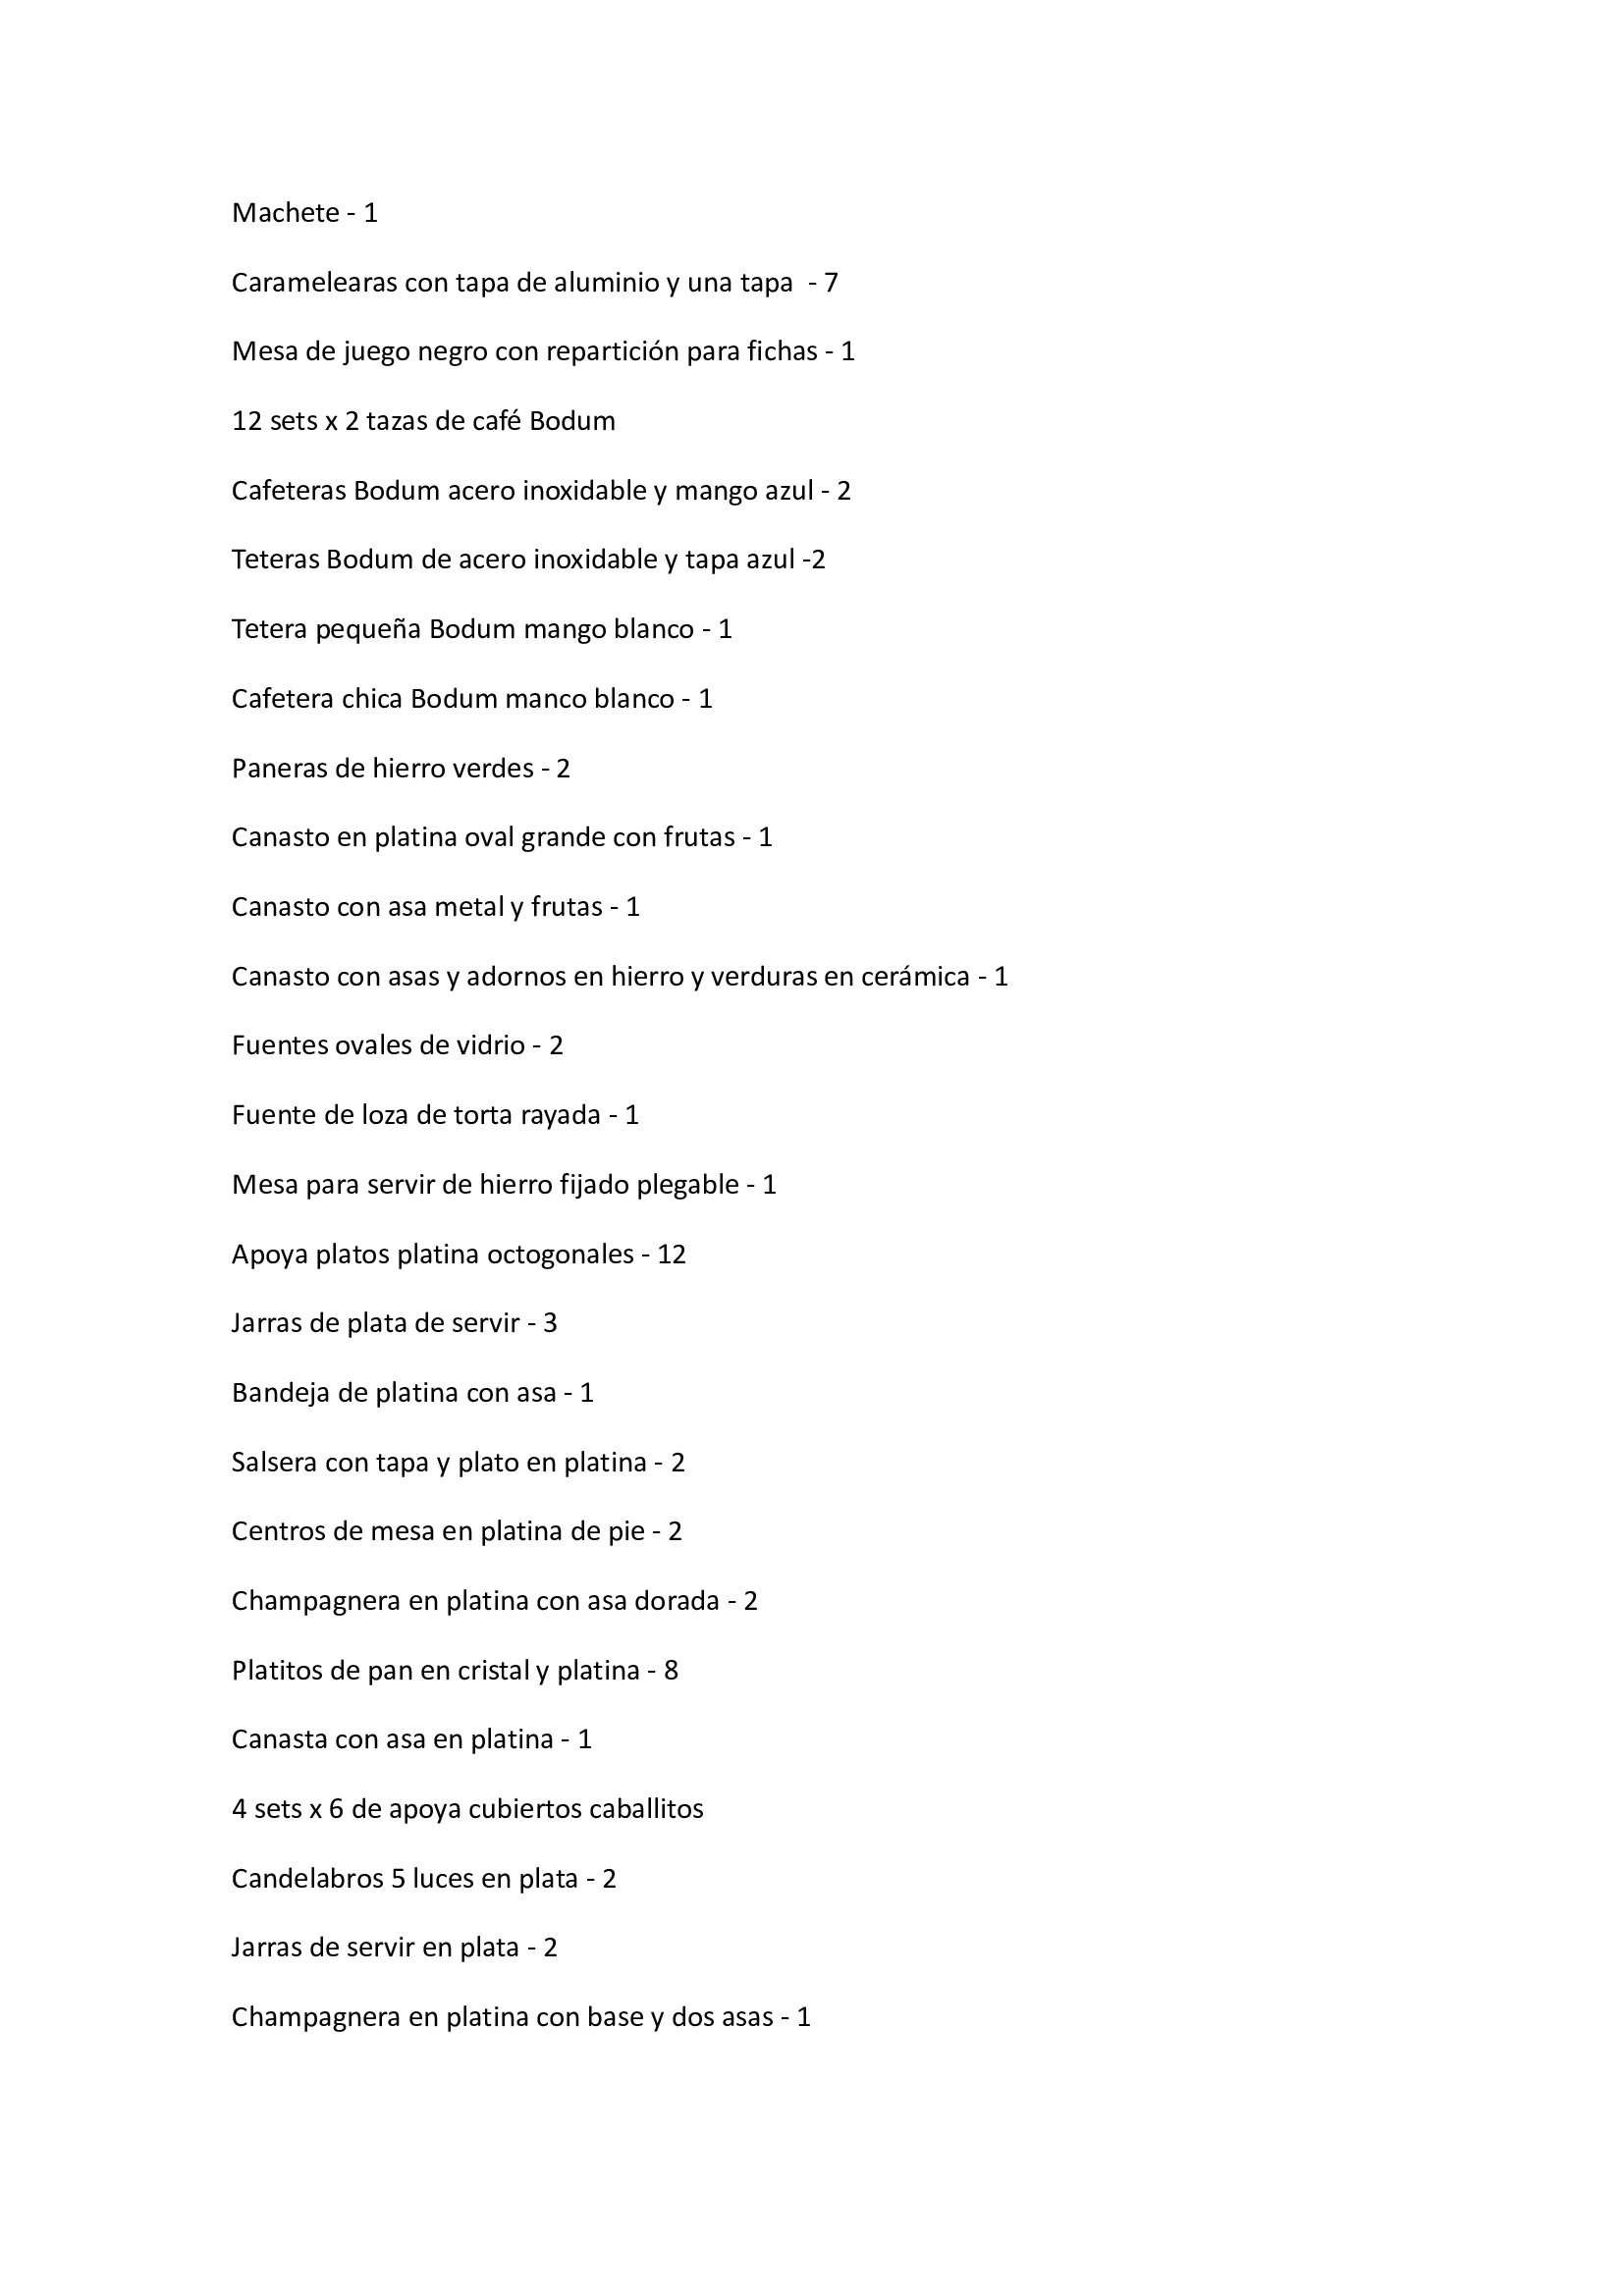 Machete - 1
Caramelearas con tapa de aluminio y una tapa  - 7
Mesa de juego negro con repartición para fichas - 1
12 sets x 2 tazas de café Bodum
Cafeteras Bodum acero inoxidable y mango azul - 2
Teteras Bodum de acero inoxidable y tapa azul -2
Tetera pequeña Bodum mango blanco - 1
Cafetera chica Bodum manco blanco - 1
Paneras de hierro verdes - 2
Canasto en platina oval grande con frutas - 1
Canasto con asa metal y frutas - 1
Canasto con asas y adornos en hierro y verduras en cerámica - 1
Fuentes ovales de vidrio - 2
Fuente de loza de torta rayada - 1
Mesa para servir de hierro fijado plegable - 1
Apoya platos platina octogonales - 12
Jarras de plata de servir - 3
Bandeja de platina con asa - 1
Salsera con tapa y plato en platina - 2
Centros de mesa en platina de pie - 2
Champagnera en platina con asa dorada - 2
Platitos de pan en cristal y platina - 8
Canasta con asa en platina - 1
4 sets x 6 de apoya cubiertos caballitos
Candelabros 5 luces en plata - 2
Jarras de servir en plata - 2
Champagnera en platina con base y dos asas - 1